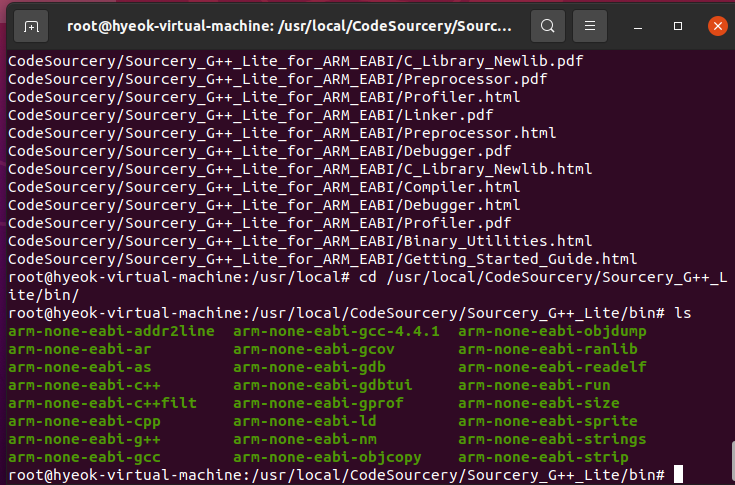 root@hyeok-virtual-machine: /usr/local/CodeSourcery/Sourc...
CodeSourcery/Sourcery_G++_Lite_for_ARM_EABI/C_Library_Newlib.pdf
CodeSourcery/Sourcery_G++_Lite_for_ARM_EABI/Preprocessor.pdf
CodeSourcery/Sourcery_G++_Lite_for_ARM_EABI/Profiler.html
CodeSourcery/Sourcery_G++_Lite_for_ARM_EABI/Linker.pdf
CodeSourcery/Sourcery_G++_Lite_for_ARM_EABI/Preprocessor.html
CodeSourcery/Sourcery_G++_Lite_for_ARM_EABI/Debugger.pdf
CodeSourcery/Sourcery_G++_Lite_for_ARM_EABI/C_Library_Newlib.html
CodeSourcery/Sourcery_G++_Lite_for_ARM_EABI/Compiler.html
CodeSourcery/Sourcery_G++_Lite_for_ARM_EABI/Debugger.html
CodeSourcery/Sourcery_G++_Lite_for_ARM_EABI/Profiler.pdf
CodeSourcery/Sourcery_G++_Lite_for_ARM_EABI/Binary_Utilities.html
CodeSourcery/Sourcery_G++_Lite_for_ARM_EABI/Getting_Started_Guide.html
root@hyeok-virtual-machine:/usr/local# cd /usr/local/CodeSourcery/Sourcery_G++_L
ite/bin/
root@hyeok-virtual-machine:/usr/local/CodeSourcery/Sourcery_G++_Lite/bin# ls
arm-none-eabi-addr2line  arm-none-eabi-gcc-4.4.1  arm-none-eabi-objdump
arm-none-eabi-ar         arm-none-eabi-gcov       arm-none-eabi-ranlib
arm-none-eabi-as         arm-none-eabi-gdb        arm-none-eabi-readelf
arm-none-eabi-c++        arm-none-eabi-gdbtui     arm-none-eabi-run
arm-none-eabi-c++filt    arm-none-eabi-gprof      arm-none-eabi-size
arm-none-eabi-cpp        arm-none-eabi-ld         arm-none-eabi-sprite
arm-none-eabi-g++        arm-none-eabi-nm         arm-none-eabi-strings
arm-none-eabi-gcc        arm-none-eabi-objcopy    arm-none-eabi-strip
root@hyeok-virtual-machine:/usr/local/CodeSourcery/Sourcery_G++_Lite/bin#